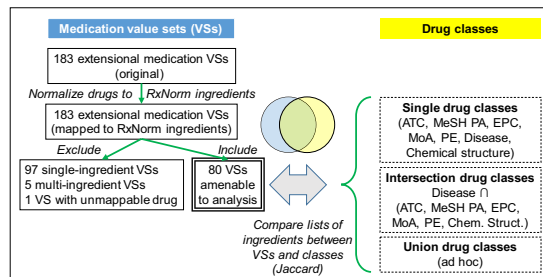 Medication value sets (VSs)
Drug classes
183 extensional medication VSs
(original)
Normalize drugs to RxNorm ingredients
183 extensional medication VSs
(mapped to RxNorm ingredients)
Exclude
Include
97 single-ingredient VSs
5 multi-ingredient VSs
1 VS with unmappable drug
80 VSs
amenable
to analysis
Compare lists of
ingredients between
VSs and classes
(Jaccard)
Single drug classes
(ATC, MeSH PA, EPC,
MoA, PE, Disease,
Chemical structure)
Intersection drug classes
Disease ∩
(ATC, MeSH PA, EPC,
MoA, PE, Chem. Struct.)
Union drug classes
(ad hoc)